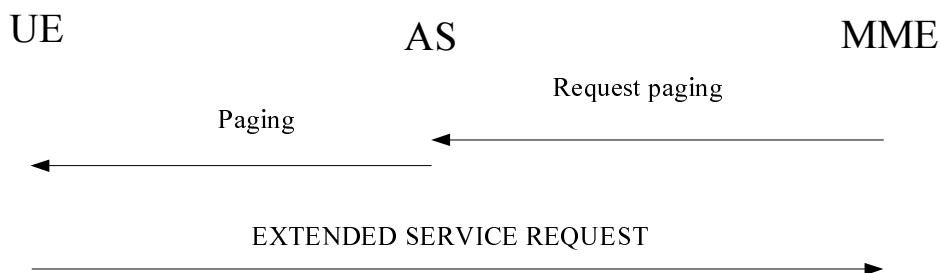 UE
AS
MME
Request paging
Paging
EXTENDED SERVICE REQUEST